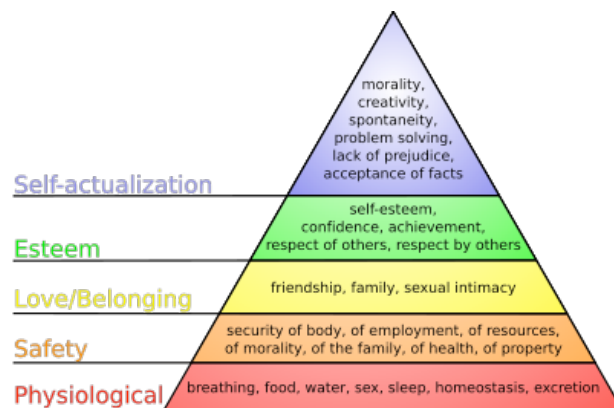 morality,
creativity,
spontaneity,
problem solving,
lack of prejudice,
acceptance of facts
Self-actualization
self-esteem,
confidence, achievement,
respect of others, respect by others
Esteem
friendship, family, sexual intimacy
Love/Belonging
security of body, of employment, of resources,
of morality, of the family, of health, of property
Safety
breathing, food, water, sex, sleep, homeostasis, excretion
Physiological